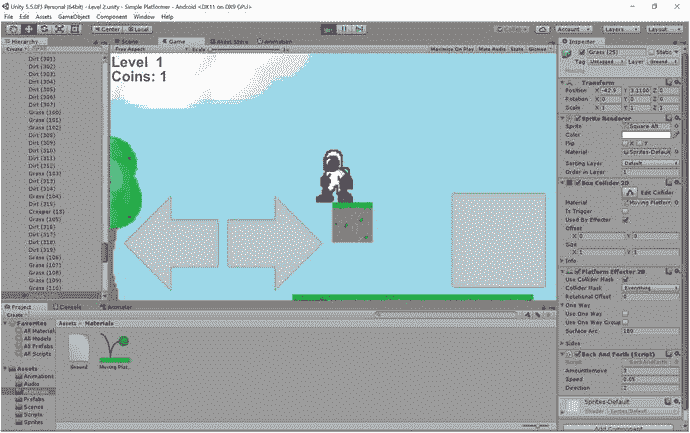 Unity 5.5.0f3 Personal (64bit) - Level 2.unity - Simple Platformer - Android <DX11 on DX9 GPU>
File Edit Assets GameObject Component Window Help
Center Local Collab Account Layers Layout
Hierarchy
Create
Dirt (301)
Dirt (302)
Dirt (303)
Dirt (304)
Dirt (305)
Dirt (306)
Dirt (307)
Grass (100)
Grass (101)
Grass (102)
Dirt (308)
Dirt (309)
Dirt (310)
Dirt (311)
Dirt (312)
Grass (103)
Dirt (313)
Dirt (314)
Grass (104)
Dirt (315)
Creeper (13)
Grass (105)
Dirt (316)
Dirt (317)
Dirt (318)
Dirt (319)
Grass (106)
Grass (107)
Grass (108)
Grass (109)
Grass (110)
Scene Game Asset Store Animation
Free Aspect Scale Maximize On Play Mute Audio Stats Gizmos
Level 1
Coins: 1
Project Console Animator
Create
Favorites
All Materials
All Models
All Prefabs
All Scripts
Assets
Animations
Audio
Prefabs
Scenes
Scripts
Sprites
Assets Materials
Ground Moving Plat...
Inspector
Grass (25) Static
Tag Untagged Layer Ground
Transform
Position X -42.9 Y Z 0
Rotation X 0 Y 0 Z 0
Scale X 1 Y 1 Z 1
Sprite Renderer
Sprite Square Alt
Color
Flip X Y
Material Sprites-Default
Sorting Layer Default
Order in Layer 1
Box Collider 2D
Edit Collider
Material Moving Platform
Is Trigger
Used By Effector
Offset
X 0 Y 0
Size
X 1 Y 1
Info
Platform Effector 2D
Use Collider Mask
Collider Mask Everything
Rotational Offset 0
One Way
Use One Way
Use One Way Group
Surface Arc 180
Sides
Back And Forth (Script)
Script BackAndForth
Amounttomove 3
Speed 0.05
Direction 2
Sprites-Default
Shader Sprites/Default
Add Component